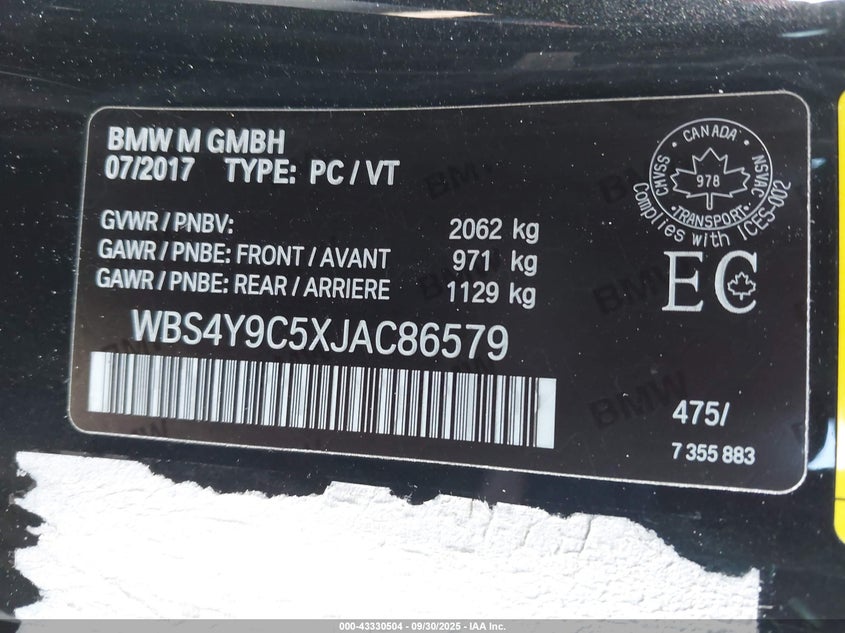 BMW M GMBH
07/2017 TYPE: PC / VT
GVWR / PNBV: 2062 kg
GAWR / PNBE: FRONT / AVANT 971 kg
GAWR / PNBE: REAR / ARRIERE 1129 kg
WBS4Y9C5XJAC86579
CANADA
CMVSS 978 NSVAC
TRANSPORT
Complies with ICES-002
EC
475/
7 355 883
BMW
000-43330504 - 09/30/2025 - IAA Inc.